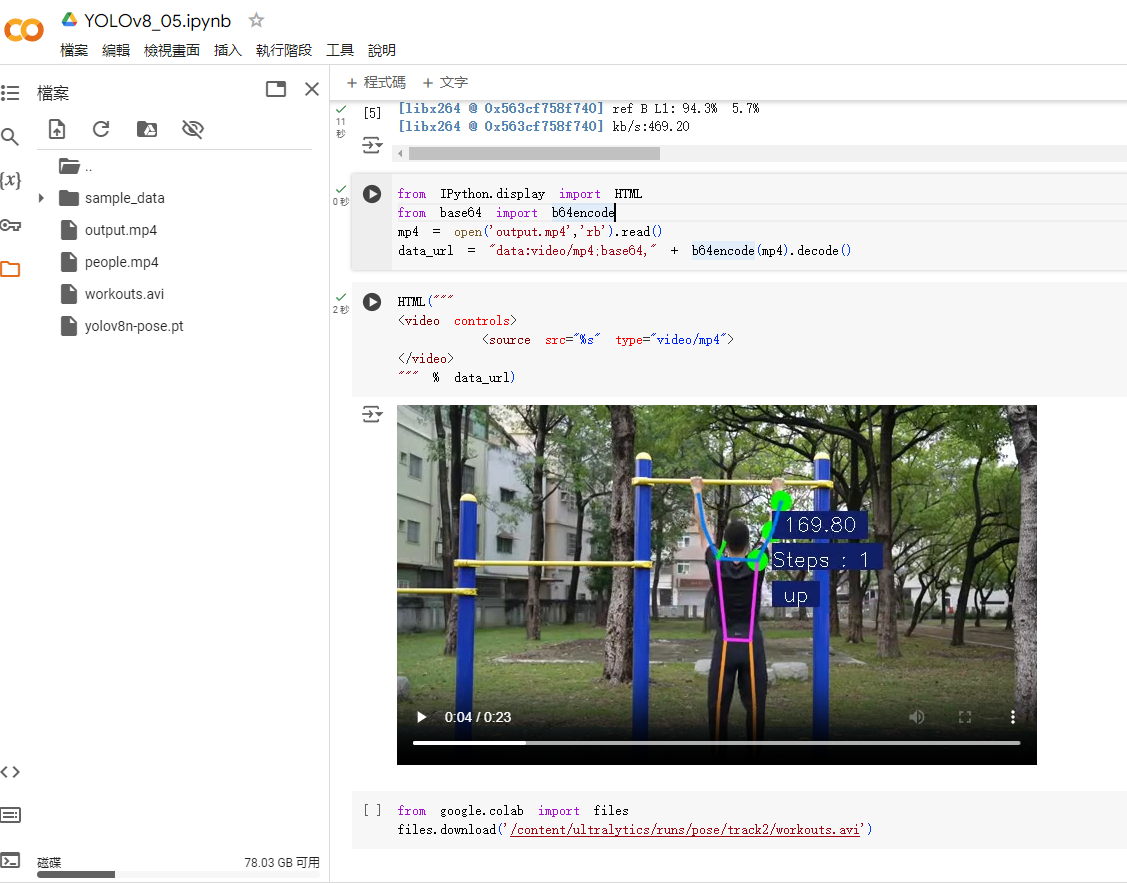 YOLOv8_05.ipynb
檔案 編輯 檢視畫面 插入 執行階段 工具 說明
檔案
+ 程式碼 + 文字
{x}
..
sample_data
output.mp4
people.mp4
workouts.avi
yolov8n-pose.pt
磁碟 78.03 GB 可用
11 秒
[5]
[libx264 @ 0x563cf758f740] ref B L1: 94.3% 5.7%
[libx264 @ 0x563cf758f740] kb/s:469.20
0 秒
from IPython.display import HTML
from base64 import b64encode
mp4 = open('output.mp4','rb').read()
data_url = "data:video/mp4;base64," + b64encode(mp4).decode()
2 秒
HTML("""
<video controls>
<source src="%s" type="video/mp4">
</video>
""" % data_url)
169.80
Steps : 1
up
0:04 / 0:23
[ ]
from google.colab import files
files.download('/content/ultralytics/runs/pose/track2/workouts.avi')